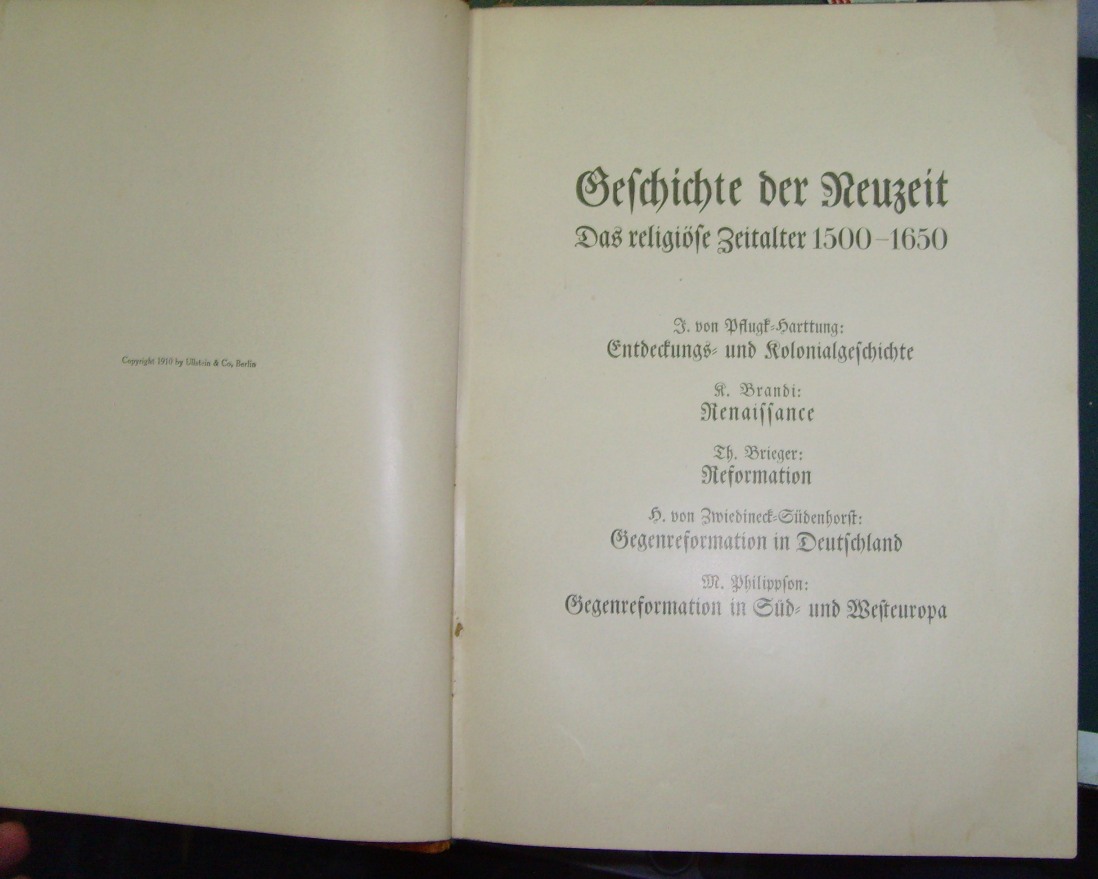 Copyright 1910 by Ullstein & Co, Berlin
Geſchichte der Neuzeit
Das religiöſe Zeitalter 1500–1650
J. von Pflugk-Harttung:
Entdeckungs- und Kolonialgeſchichte
K. Brandi:
Renaiſſance
Th. Brieger:
Reformation
H. von Zwiedineck-Südenhorſt:
Gegenreformation in Deutſchland
M. Philippſon:
Gegenreformation in Süd- und Weſteuropa